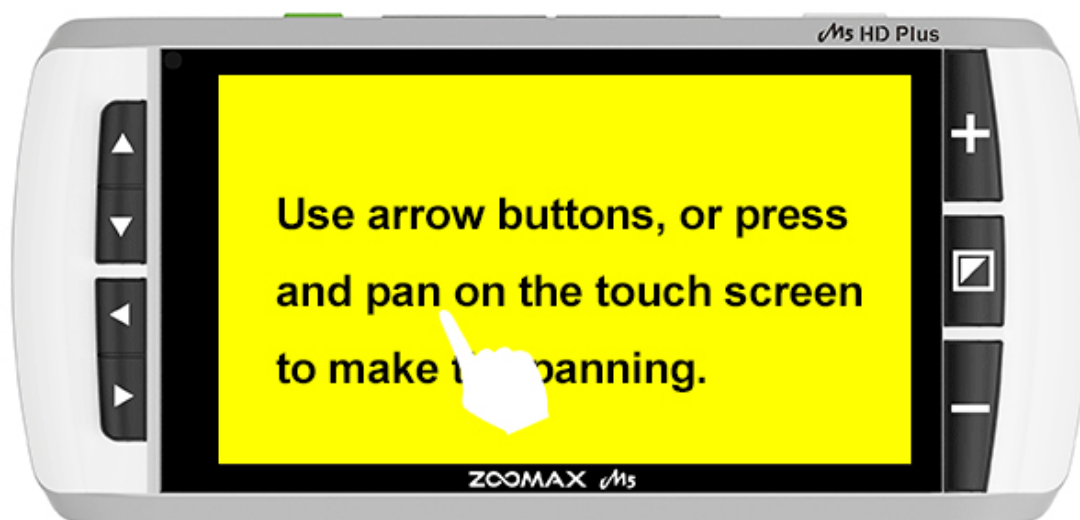 M5 HD Plus
Use arrow buttons, or press
and pan on the touch screen
to make panning.
ZOOMAX M5